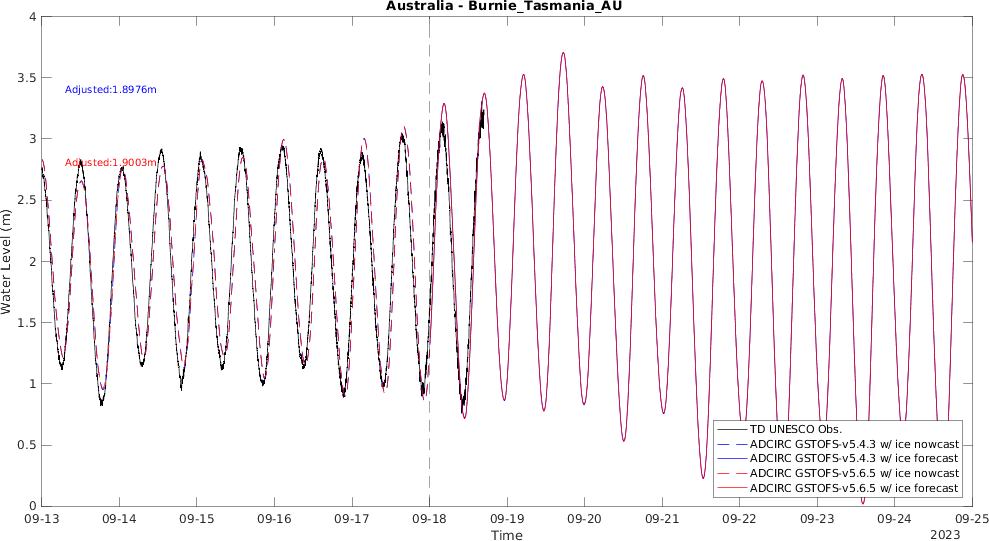 Australia - Burnie_Tasmania_AU
4
3.5
3
2.5
2
1.5
1
0.5
0
Water Level (m)
Adjusted:1.8976m
Adjusted:1.9003m
TD UNESCO Obs.
ADCIRC GSTOFS-v5.4.3 w/ ice nowcast
ADCIRC GSTOFS-v5.4.3 w/ ice forecast
ADCIRC GSTOFS-v5.6.5 w/ ice nowcast
ADCIRC GSTOFS-v5.6.5 w/ ice forecast
09-13 09-14 09-15 09-16 09-17 09-18 09-19 09-20 09-21 09-22 09-23 09-24 09-25
Time
2023